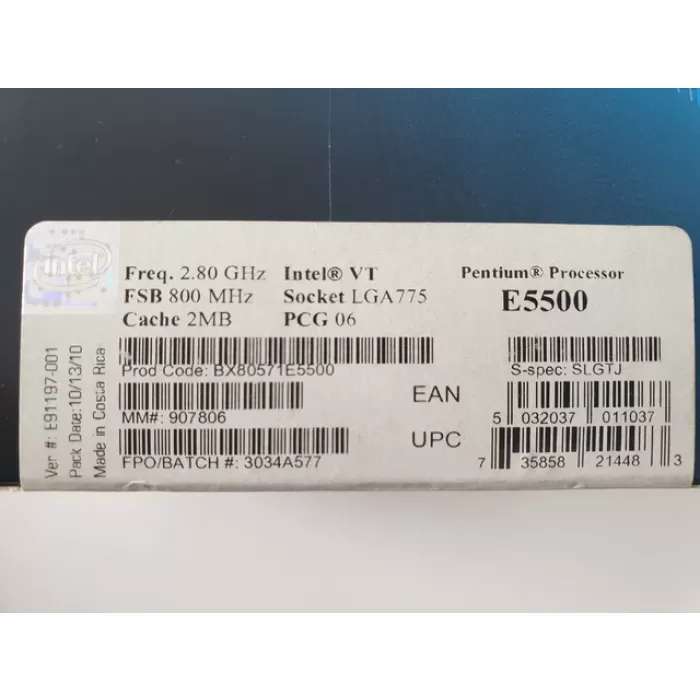 intel
Freq. 2.80 GHz Intel® VT
FSB 800 MHz Socket LGA775
Cache 2MB PCG 06
Pentium® Processor
E5500
Prod Code: BX80571E5500
S-spec: SLGTJ
MM#: 907806
EAN
5 032037 011037
FPO/BATCH #: 3034A577
UPC
7 35858 21448 3
Ver #: E91197-001
Pack Date:10/13/10
Made in Costa Rica